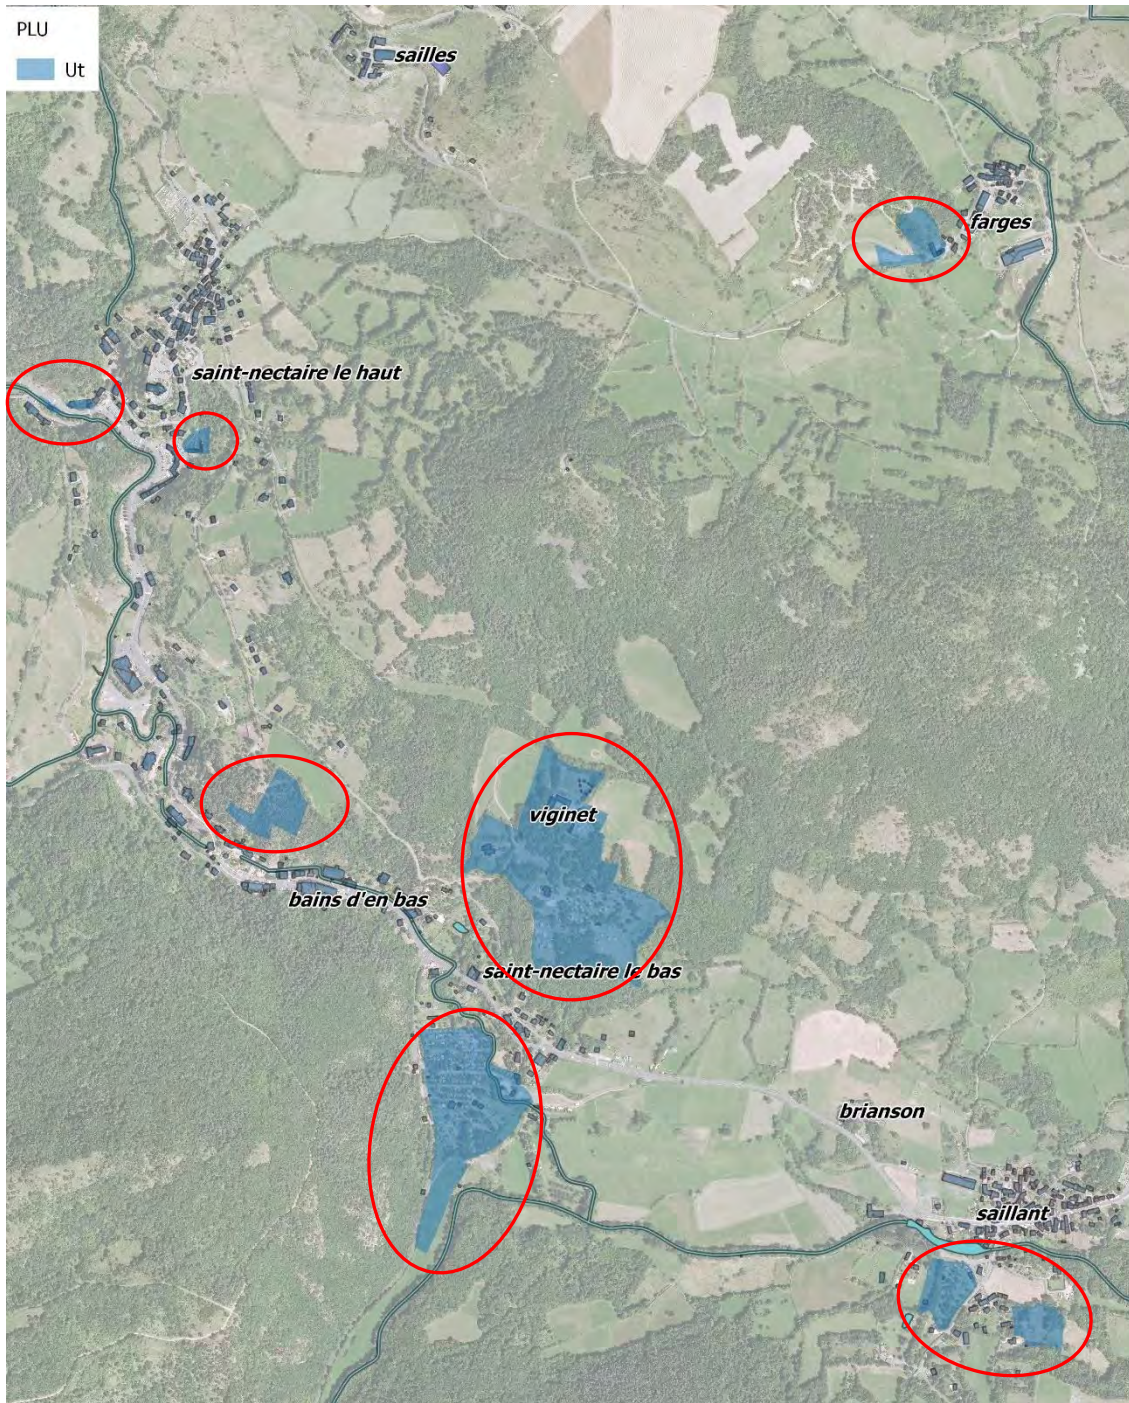 PLU
Ut
sailles
farges
saint-nectaire le haut
viginet
bains d'en bas
saint-nectaire le bas
brianson
saillant